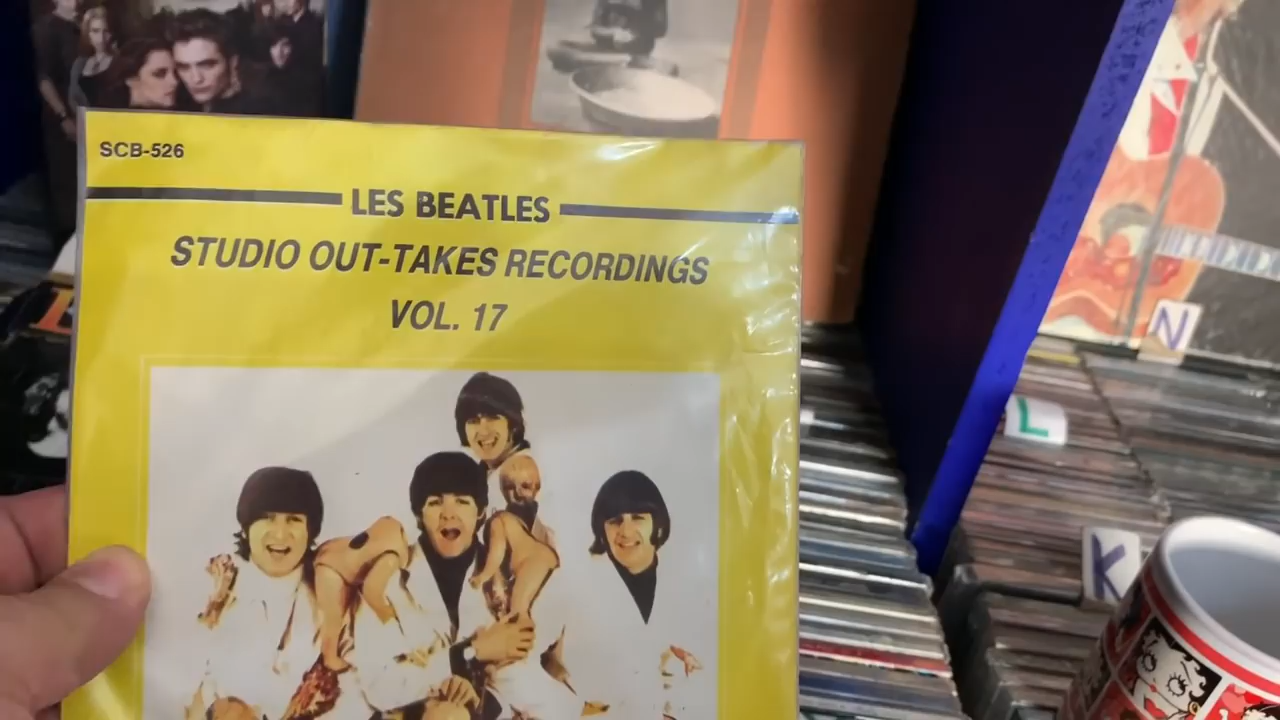 SCB-526
LES BEATLES
STUDIO OUT-TAKES RECORDINGS
VOL. 17
N
L
K